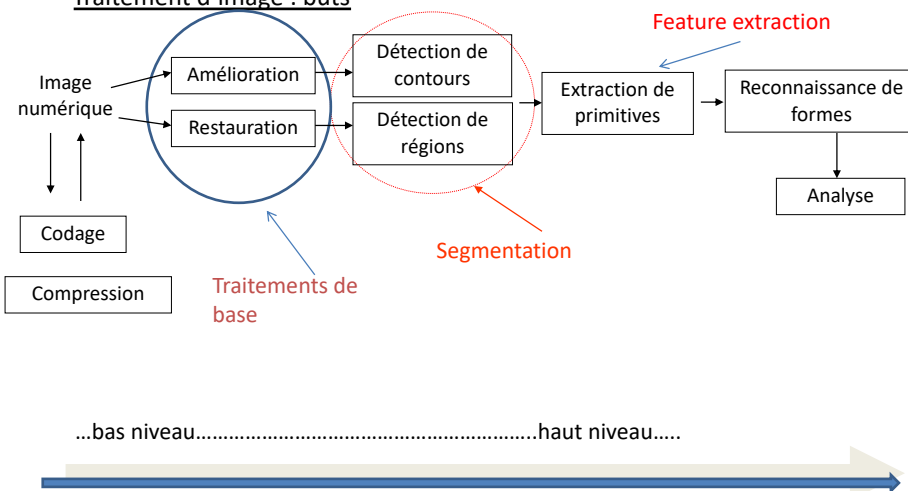 Traitement d'image : buts
Feature extraction
Image
numérique
Amélioration
Restauration
Détection de
contours
Détection de
régions
Extraction de
primitives
Reconnaissance de
formes
Analyse
Codage
Compression
Segmentation
Traitements de
base
…bas niveau……………………………………………………..haut niveau…..